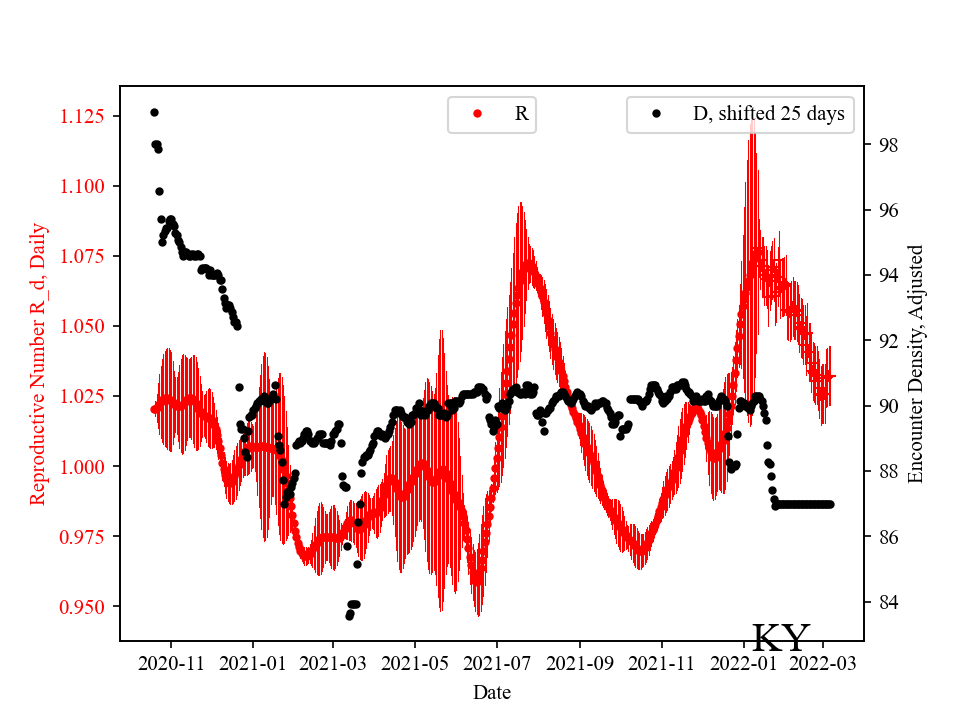 R
D, shifted 25 days
Reproductive Number R_d, Daily
1.125
1.100
1.075
1.050
1.025
1.000
0.975
0.950
98
96
94
92
90
88
86
84
Encounter Density, Adjusted
KY
2020-11 2021-01 2021-03 2021-05 2021-07 2021-09 2021-11 2022-01 2022-03
Date